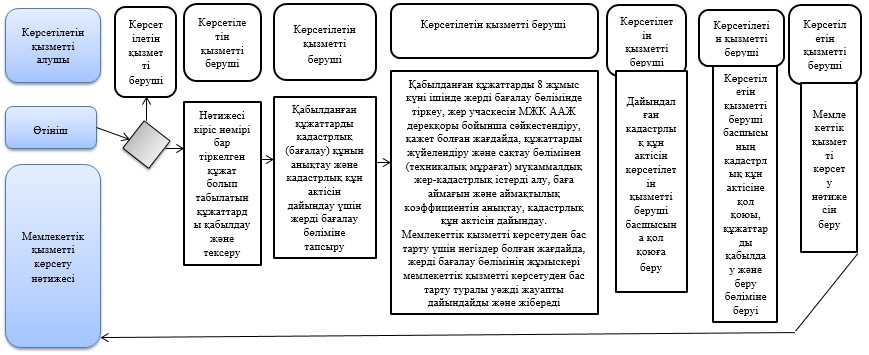 Көрсетілетін
қызметті
алушы
Көрсет
ілетін
қызмет
ті
беруші
Көрсетіле
тін
қызметті
беруші
Көрсетілетін
қызметті
беруші
Көрсетілетін қызметті беруші
Көрсетілет
ін
қызметті
беруші
Көрсетілеті
н қызметті
беруші
Көрсетіл
етін
қызметті
беруші
Өтініш
Нәтижесі
кіріс нөмірі
бар
тіркелген
құжат
болып
табылатын
құжаттард
ы қабылдау
және
тексеру
Қабылданған
құжаттарды
кадастрлық
(бағалау) құнын
анықтау және
кадастрлық құн
актісін
дайындау үшін
жерді бағалау
бөліміне
тапсыру
Қабылданған құжаттарды 8 жұмыс
күні ішінде жерді бағалау бөлімінде
тіркеу, жер учаскесін МЖК ААЖ
дерекқоры бойынша сәйкестендіру,
қажет болған жағдайда, құжаттарды
жүйелендіру және сақтау бөлімінен
(техникалық мұрағат) мұкаммалдық
жер-кадастрлық істерді алу, баға
аймағын және аймақтылық
коэффициентін анықтау, кадастрлық
құн актісін дайындау.
Мемлекеттік қызметті көрсетуден бас
тарту үшін негіздер болған жағдайда,
жерді бағалау бөлімінің жұмыскері
мемлекеттік қызметті көрсетуден бас
тарту туралы уәжді жауапты
дайындайды және жібереді
Дайындал
ған
кадастрлы
қ құн
актісін
көрсетілет
ін
қызметті
беруші
басшысын
а қол
қоюға
беру
Көрсетіл
етін
қызметті
беруші
басшысы
ның
кадастр
лық құн
актісіне
қол
қоюы,
құжаттар
ды
қабылда
у және
беру
бөліміне
беруі
Мемле
кеттік
қызмет
ті
көрсет
у
нәтиже
сін
беру
Мемлекеттік
қызметті
көрсету
нәтижесі